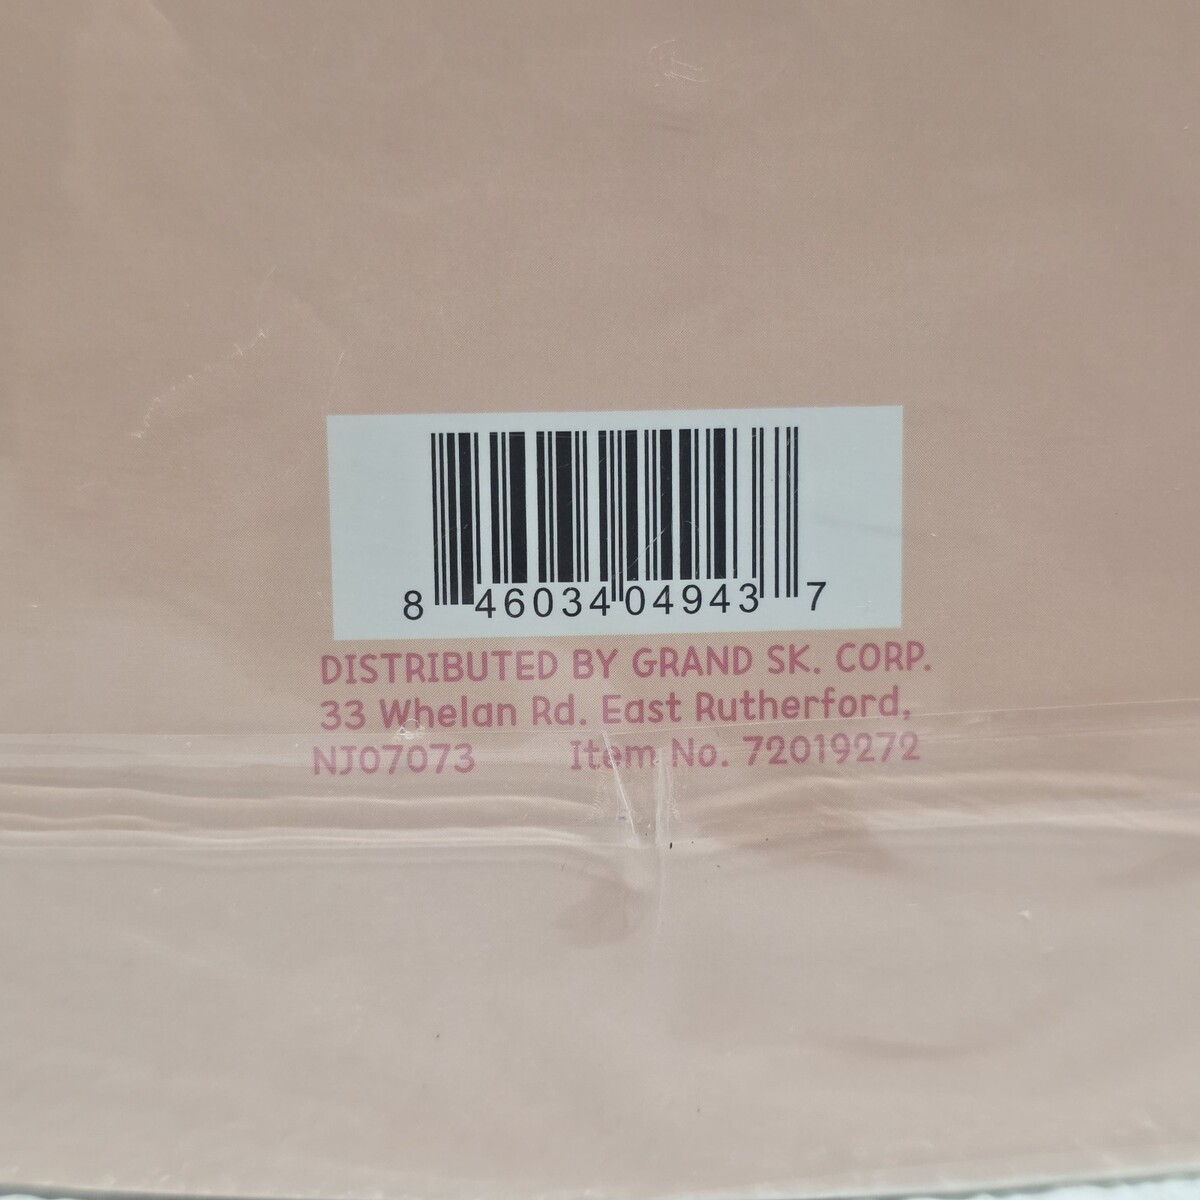 8 46034 04943 7
DISTRIBUTED BY GRAND SK. CORP.
33 Whelan Rd. East Rutherford,
NJ07073 Item No. 72019272